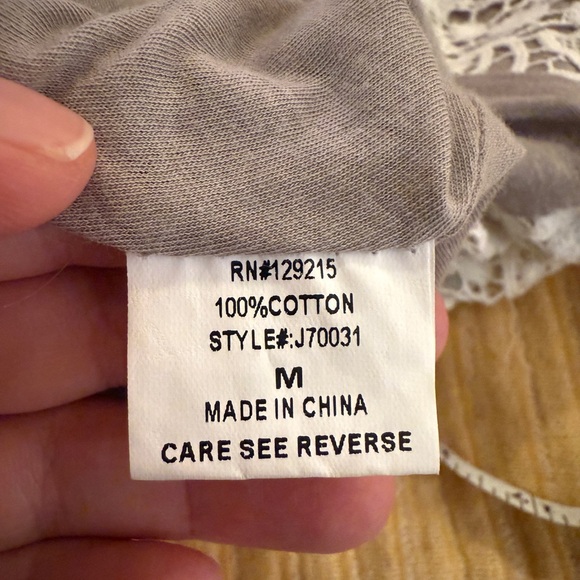 RN#129215
100%COTTON
STYLE#:J70031
M
MADE IN CHINA
CARE SEE REVERSE